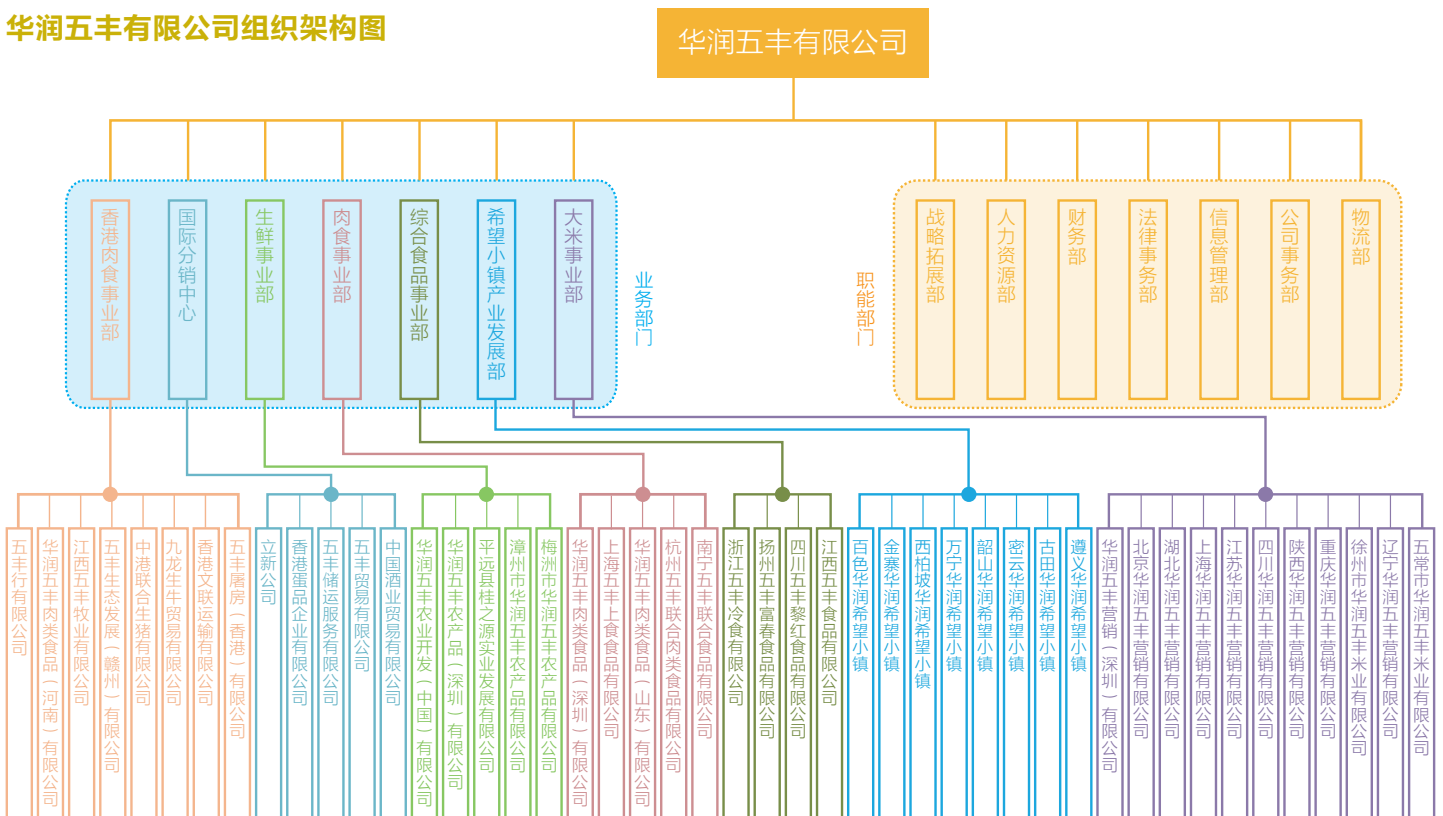 华润五丰有限公司组织架构图
华润五丰有限公司
香港肉食事业部
国际分销中心
生鲜事业部
肉食事业部
综合食品事业部
希望小镇产业发展部
大米事业部
业务部门
职能部门
战略拓展部
人力资源部
财务部
法律事务部
信息管理部
公司事务部
物流部
五丰行有限公司
华润五丰肉类食品(河南)有限公司
江西五丰牧业有限公司
五丰生态发展(赣州)有限公司
中港联合生猪有限公司
九龙生牛贸易有限公司
香港文联运输有限公司
五丰屠房(香港)有限公司
立新公司
香港蛋品企业有限公司
五丰储运服务有限公司
五丰贸易有限公司
中国酒业贸易有限公司
华润五丰农业开发(中国)有限公司
华润五丰农产品(深圳)有限公司
平远县桂之源实业发展有限公司
漳州市华润五丰农产品有限公司
梅洲市华润五丰农产品有限公司
华润五丰肉类食品(深圳)有限公司
上海五丰上食食品有限公司
华润五丰肉类食品(山东)有限公司
杭州五丰联合肉类食品有限公司
南宁五丰联合食品有限公司
浙江五丰冷食有限公司
扬州五丰富春食品有限公司
四川五丰黎红食品有限公司
江西五丰食品有限公司
百色华润希望小镇
金寨华润希望小镇
西柏坡华润希望小镇
万宁华润希望小镇
韶山华润希望小镇
密云华润希望小镇
古田华润希望小镇
遵义华润希望小镇
华润五丰营销(深圳)有限公司
北京华润五丰营销有限公司
湖北华润五丰营销有限公司
上海华润五丰营销有限公司
江苏华润五丰营销有限公司
四川华润五丰营销有限公司
陕西华润五丰营销有限公司
重庆华润五丰营销有限公司
徐州市华润五丰米业有限公司
辽宁华润五丰营销有限公司
五常市华润五丰米业有限公司